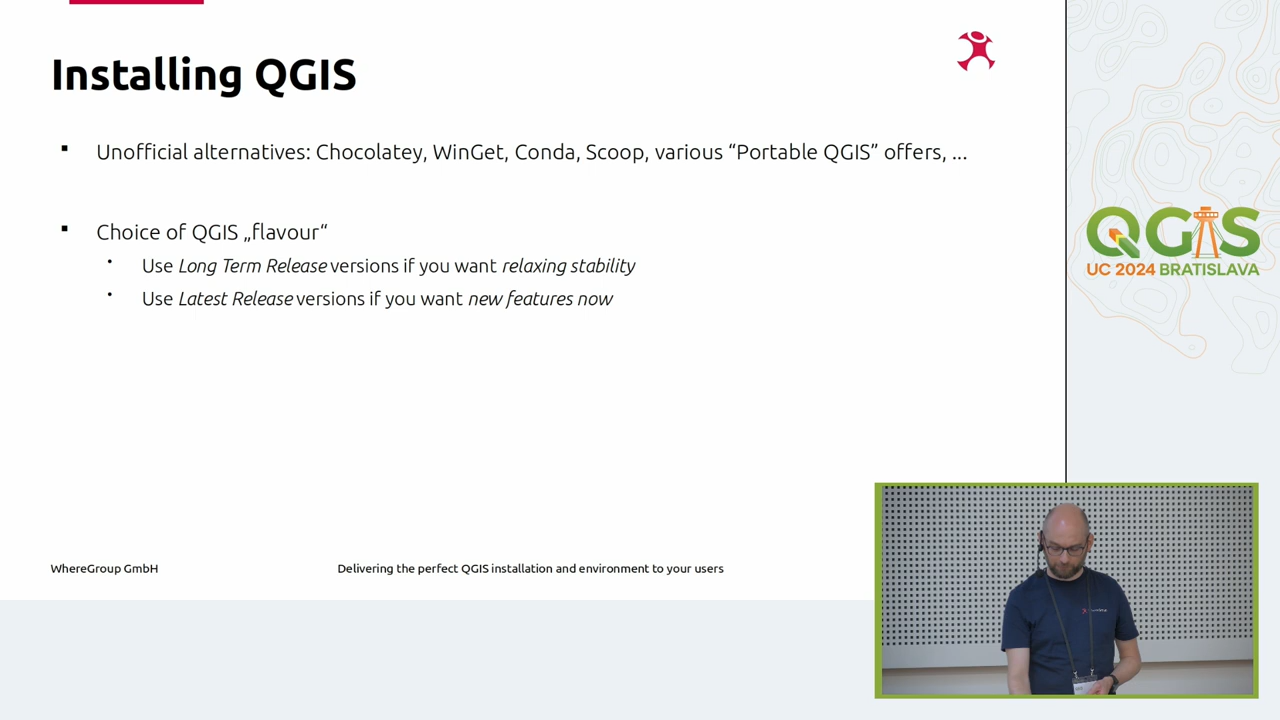 Installing QGIS
Unofficial alternatives: Chocolatey, WinGet, Conda, Scoop, various “Portable QGIS” offers, ...
Choice of QGIS „flavour“
Use Long Term Release versions if you want relaxing stability
Use Latest Release versions if you want new features now
WhereGroup GmbH
Delivering the perfect QGIS installation and environment to your users
QGIS
UC 2024 BRATISLAVA